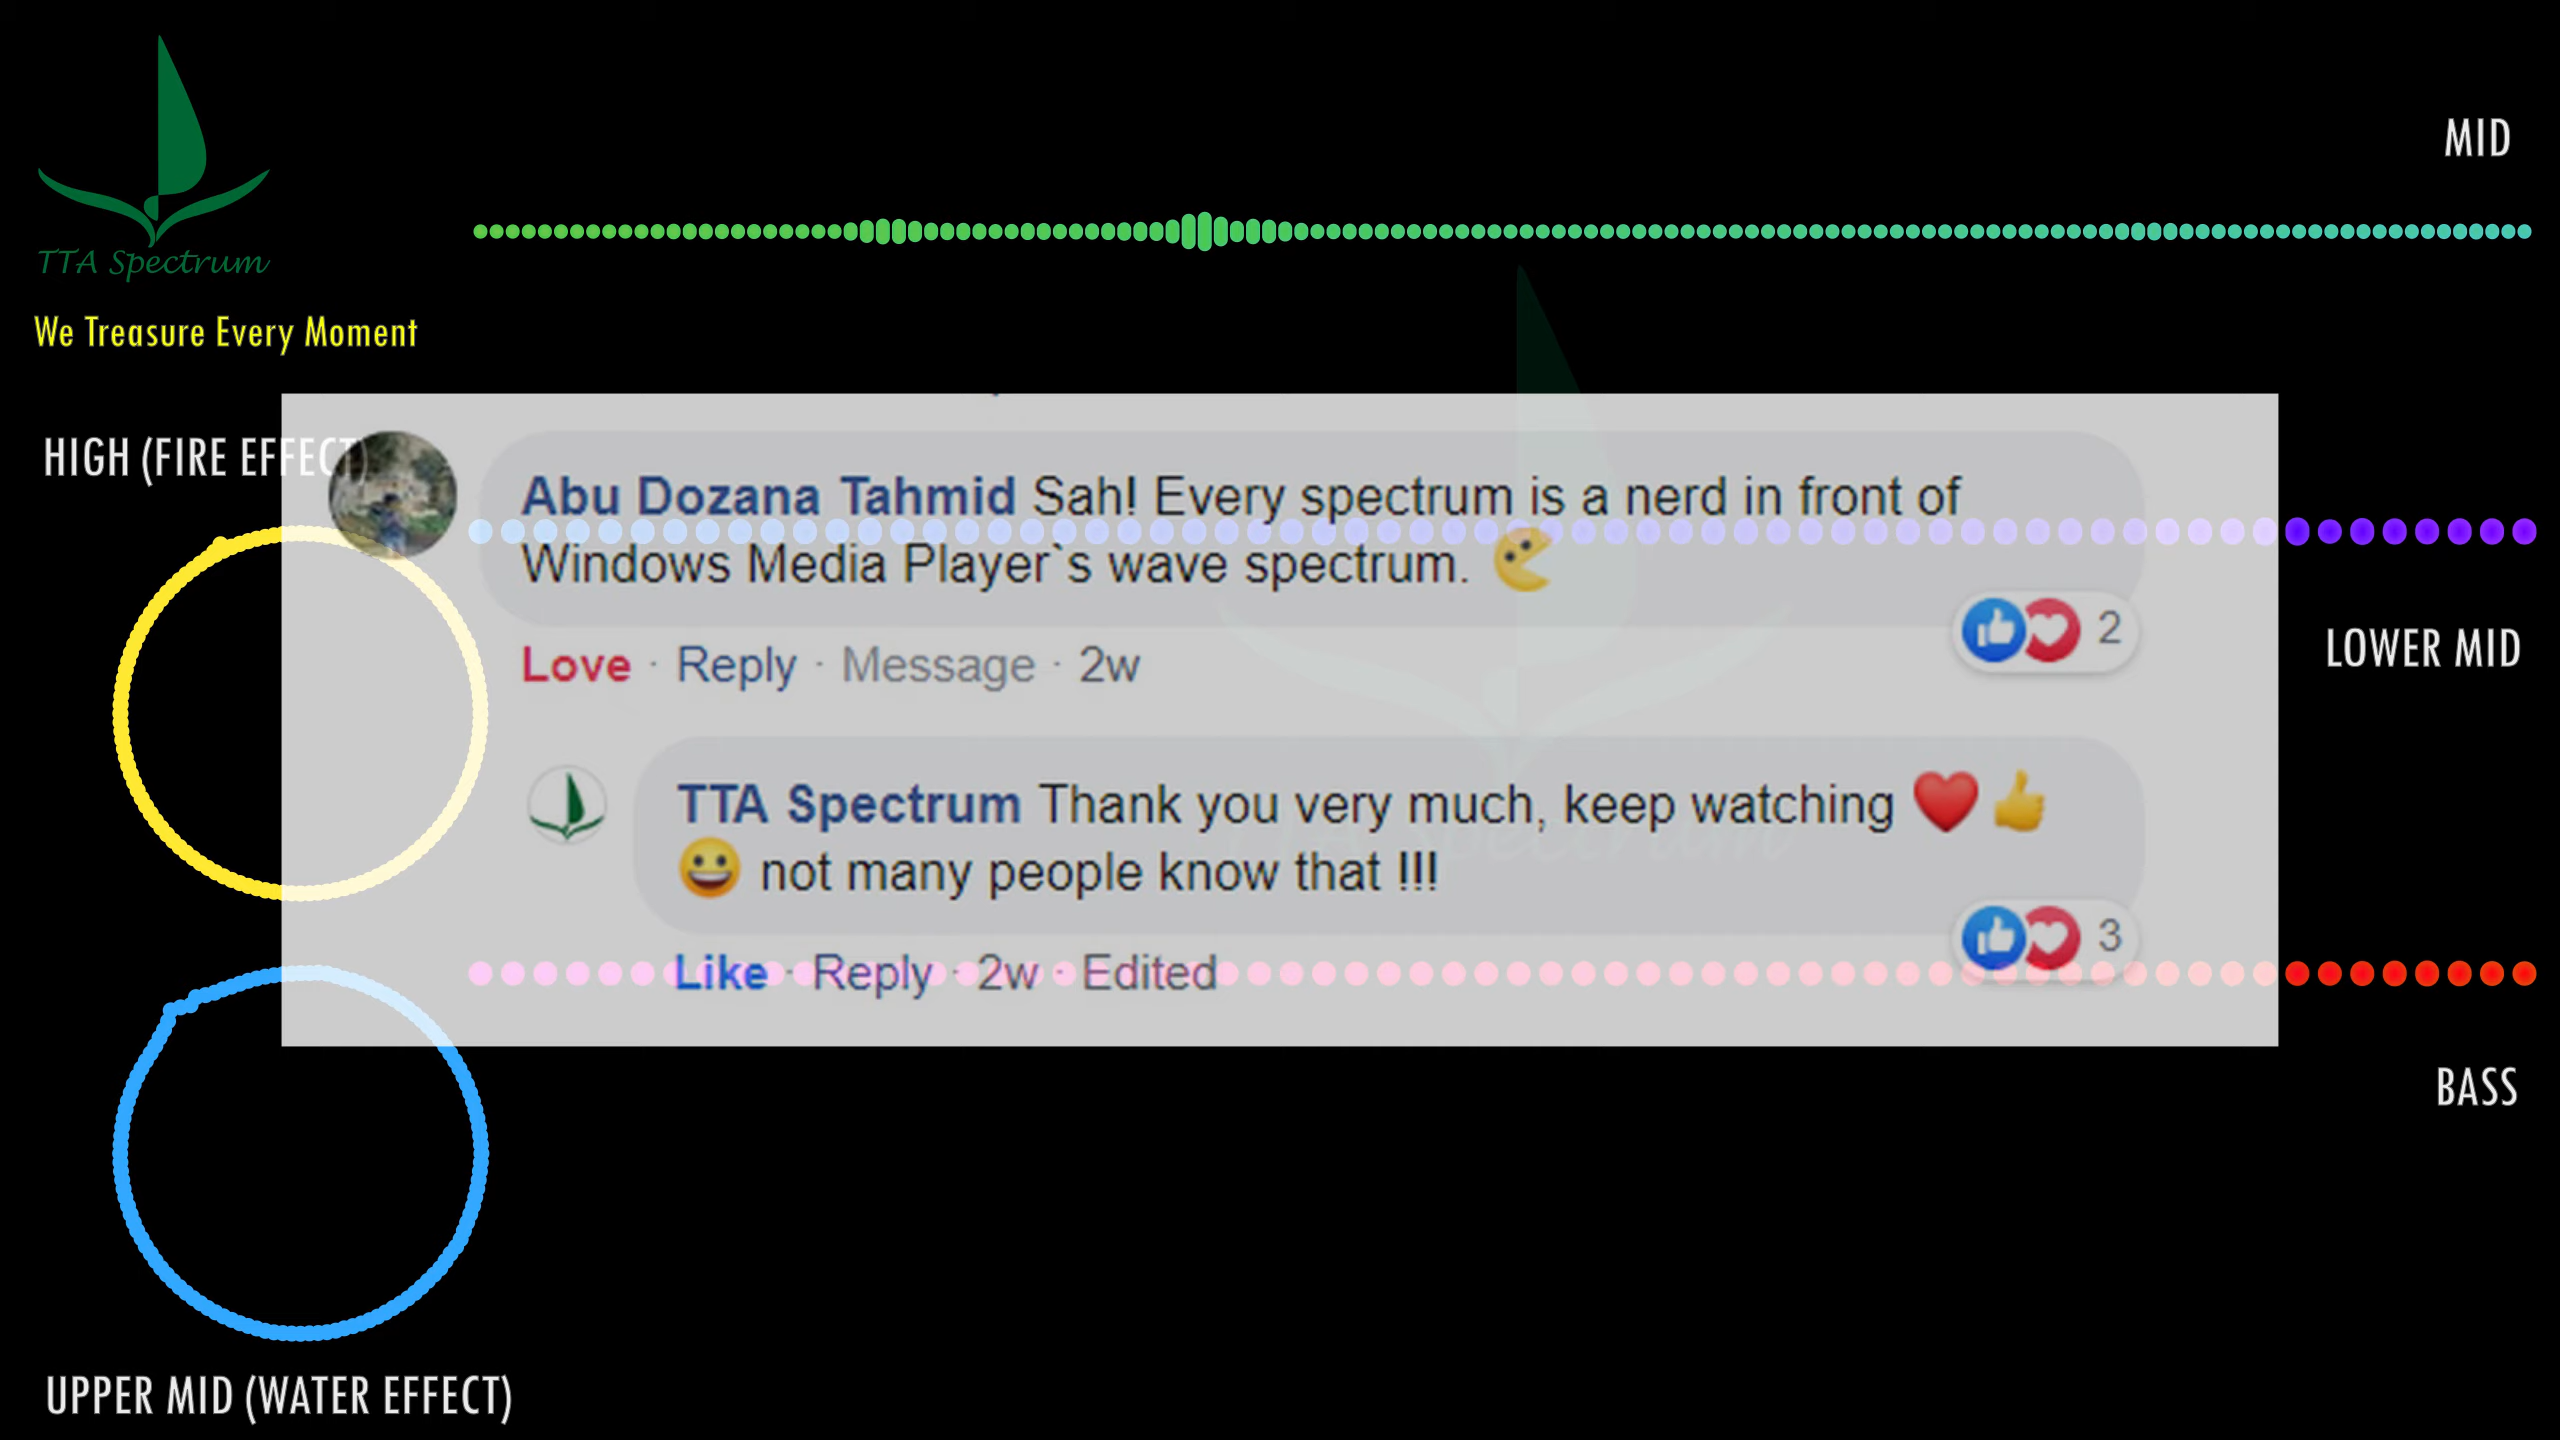 TTA Spectrum
We Treasure Every Moment
MID
HIGH (FIRE EFFECT)
Abu Dozana Tahmid Sah! Every spectrum is a nerd in front of
Windows Media Player`s wave spectrum.
2
Love · Reply · Message · 2w
LOWER MID
TTA Spectrum Thank you very much, keep watching ❤️👍
😀 not many people know that !!!
3
Like · Reply · 2w · Edited
TTA Spectrum
BASS
UPPER MID (WATER EFFECT)